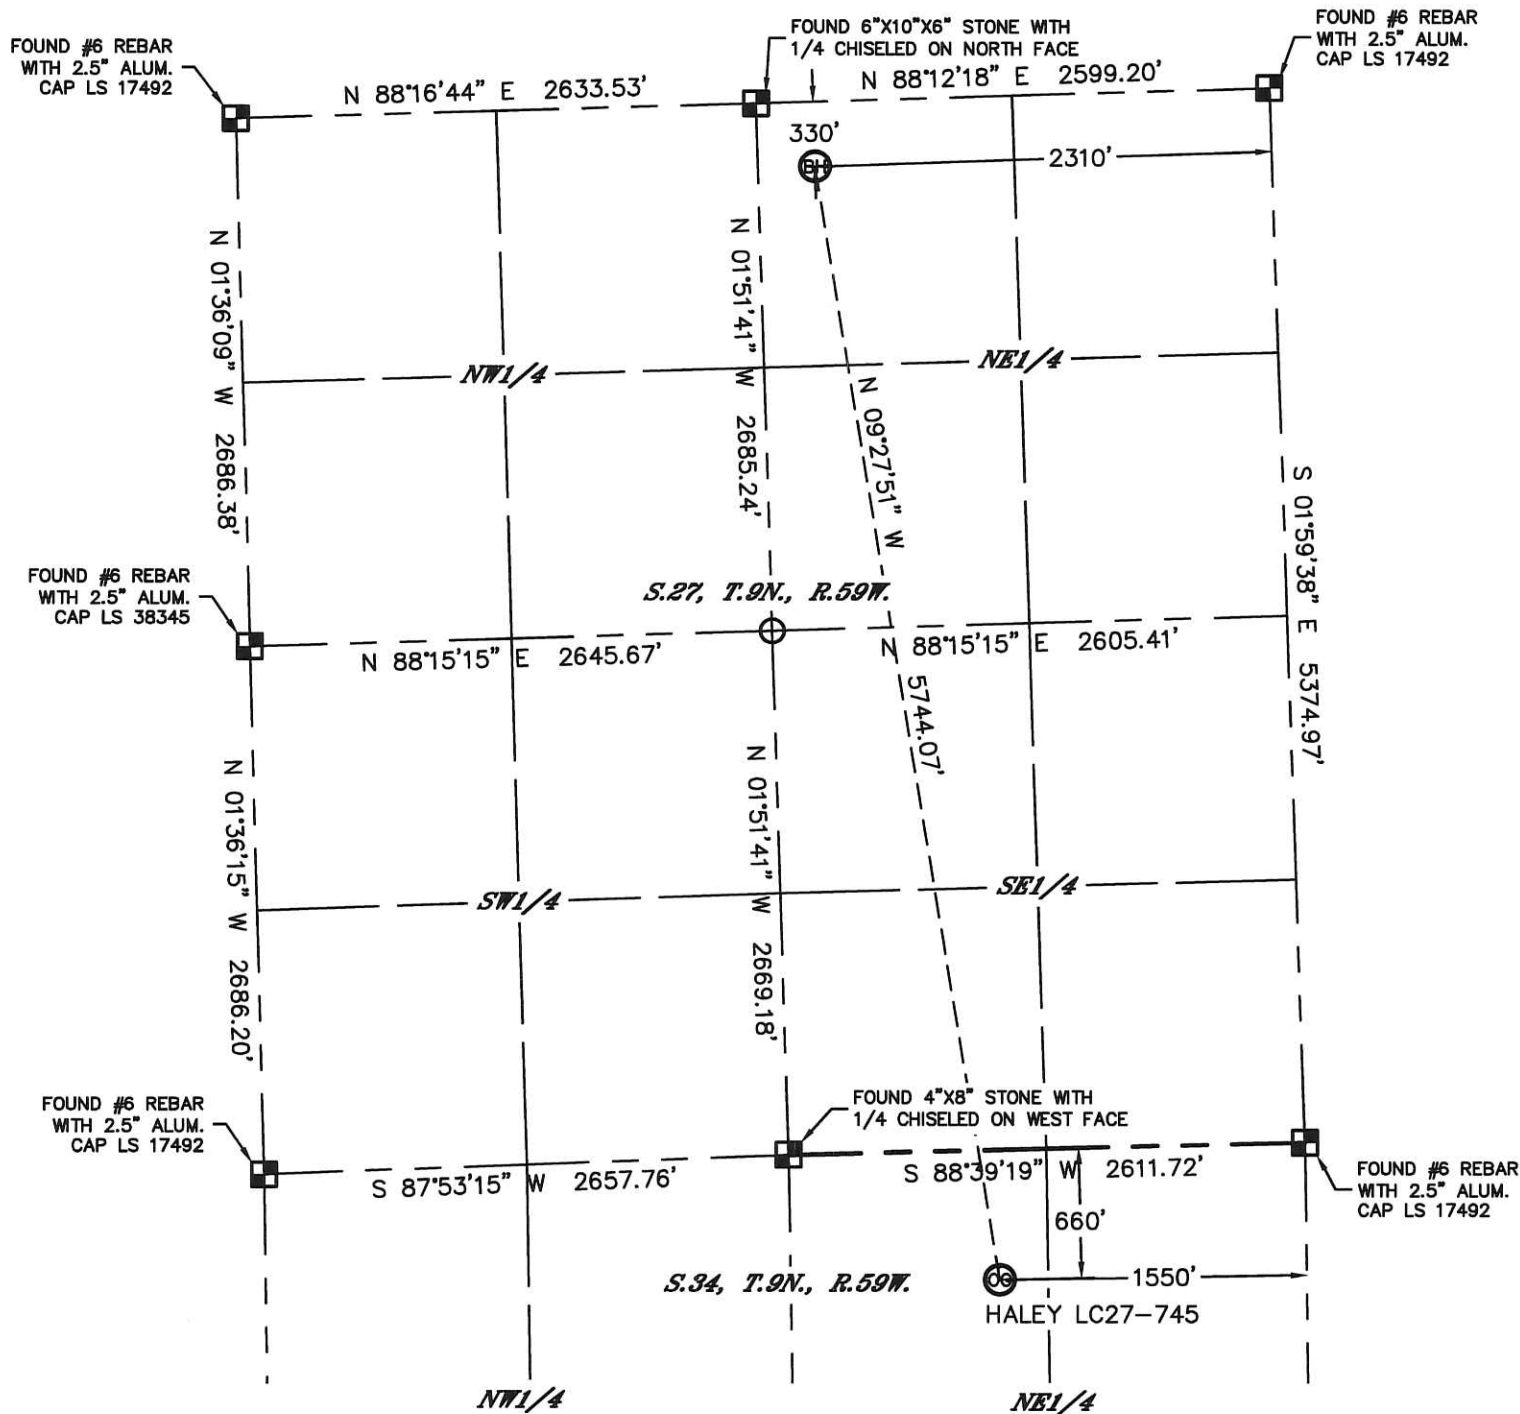 FOUND #6 REBAR
WITH 2.5" ALUM.
CAP LS 17492
FOUND 6"X10"X6" STONE WITH
1/4 CHISELED ON NORTH FACE
FOUND #6 REBAR
WITH 2.5" ALUM.
CAP LS 17492
N 88°16'44" E 2633.53'
N 88°12'18" E 2599.20'
330'
BH
2310'
N 01°36'09" W 2686.38'
N 01°51'41" W 2685.24'
NW1/4
NE1/4
N 09°27'51" W 5744.07'
S 01°59'38" E 5374.97'
FOUND #6 REBAR
WITH 2.5" ALUM.
CAP LS 38345
S.27, T.9N., R.59W.
N 88°15'15" E 2645.67'
N 88°15'15" E 2605.41'
N 01°36'15" W 2686.20'
N 01°51'41" W 2669.18'
SW1/4
SE1/4
FOUND #6 REBAR
WITH 2.5" ALUM.
CAP LS 17492
FOUND 4"X8" STONE WITH
1/4 CHISELED ON WEST FACE
S 87°53'15" W 2657.76'
S 88°39'19" W 2611.72'
FOUND #6 REBAR
WITH 2.5" ALUM.
CAP LS 17492
660'
S.34, T.9N., R.59W.
1550'
HALEY LC27-745
NW1/4
NE1/4